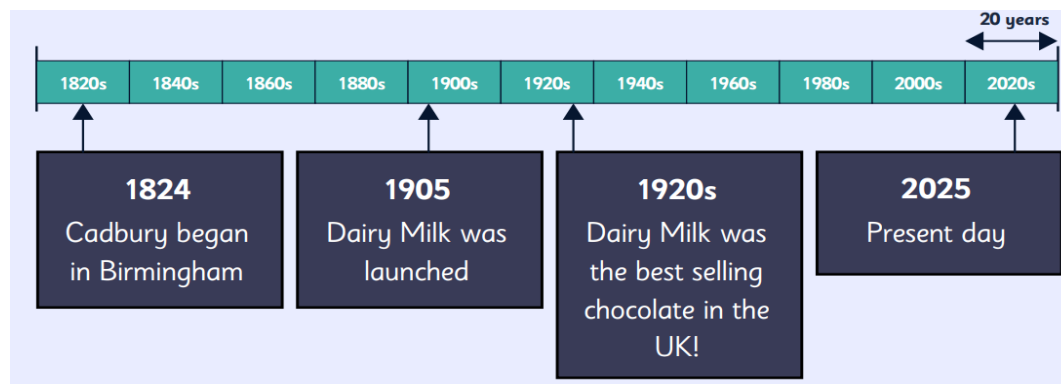 20 years
1820s 1840s 1860s 1880s 1900s 1920s 1940s 1960s 1980s 2000s 2020s
1824
Cadbury began
in Birmingham
1905
Dairy Milk was
launched
1920s
Dairy Milk was
the best selling
chocolate in the
UK!
2025
Present day